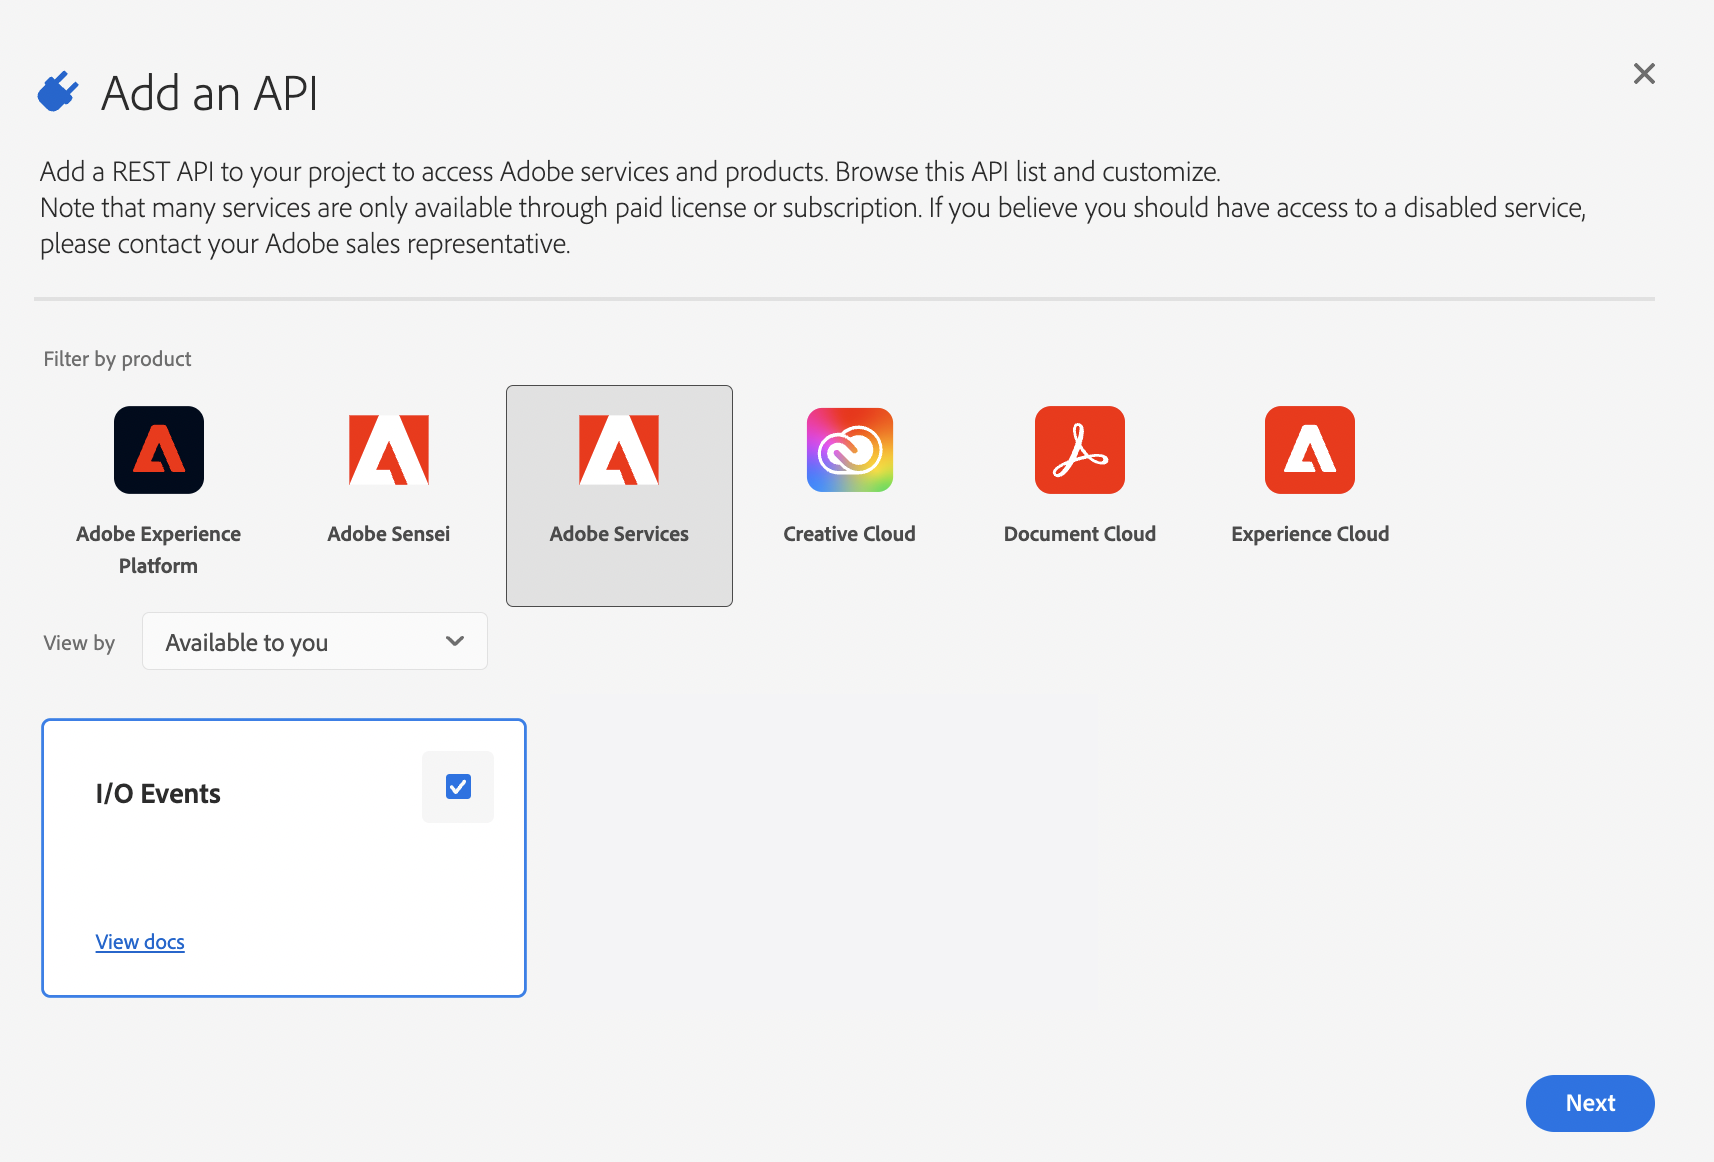 Add an API
Add a REST API to your project to access Adobe services and products. Browse this API list and customize.
Note that many services are only available through paid license or subscription. If you believe you should have access to a disabled service,
please contact your Adobe sales representative.
Filter by product
Adobe Experience
Platform
Adobe Sensei
Adobe Services
Creative Cloud
Document Cloud
Experience Cloud
View by
Available to you
I/O Events
View docs
Next